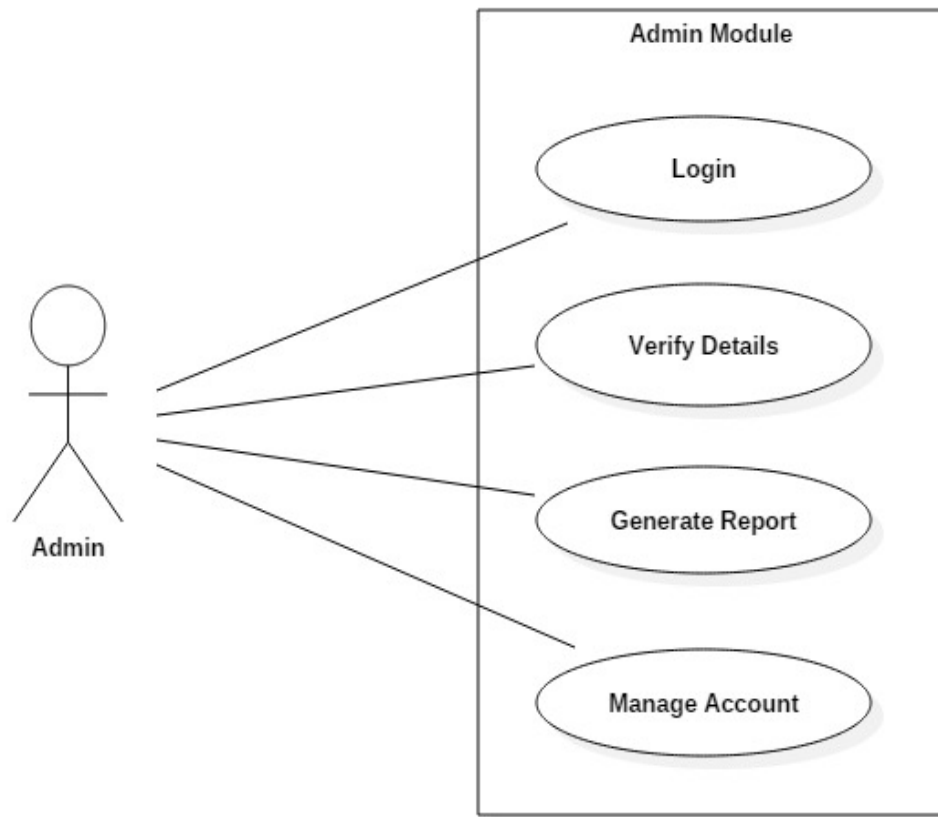 Admin Module
Login
Verify Details
Generate Report
Admin
Manage Account